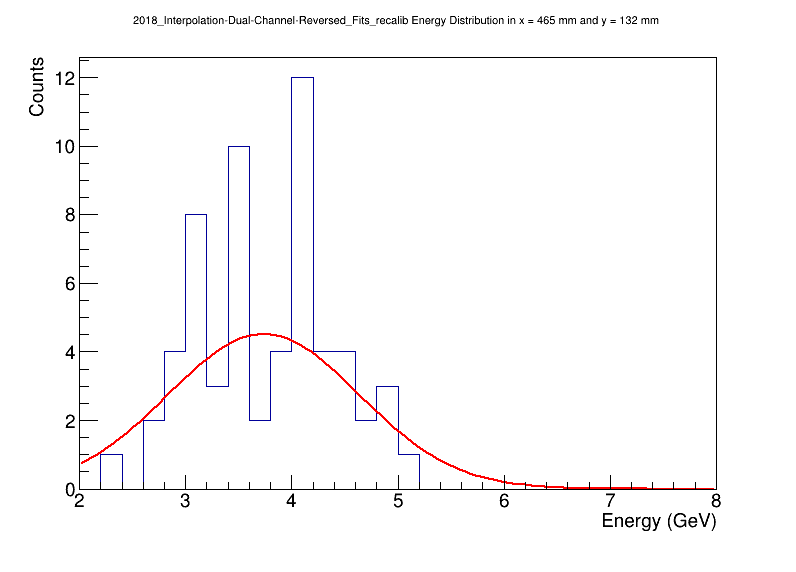 2018_Interpolation-Dual-Channel-Reversed_Fits_recalib Energy Distribution in x = 465 mm and y = 132 mm
Counts
12
10
8
6
4
2
0
2 3 4 5 6 7 8
Energy (GeV)